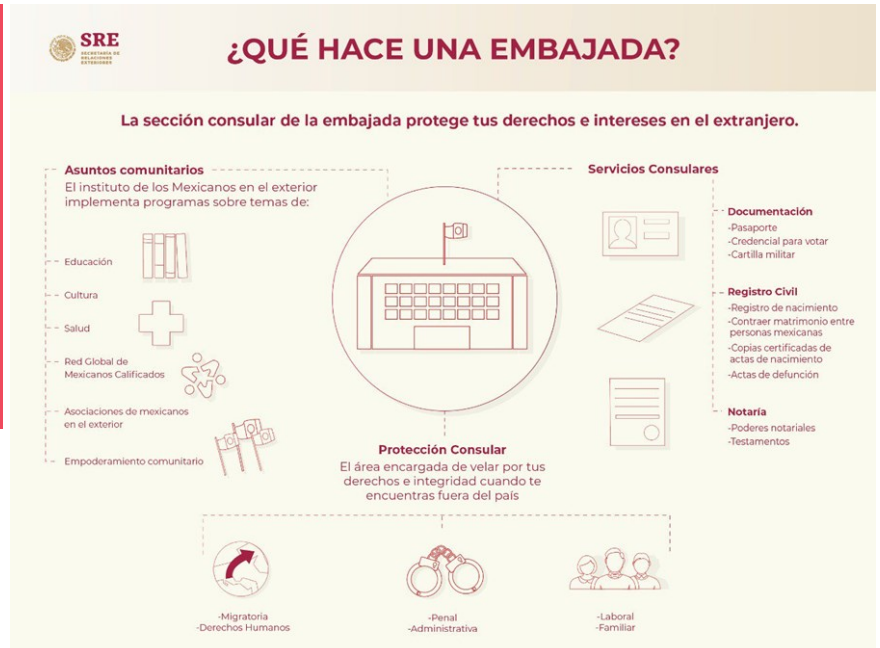 SRE
SECRETARÍA DE
RELACIONES
EXTERIORES
¿QUÉ HACE UNA EMBAJADA?
La sección consular de la embajada protege tus derechos e intereses en el extranjero.
Asuntos comunitarios
El instituto de los Mexicanos en el exterior
implementa programas sobre temas de:
Educación
Cultura
Salud
Red Global de
Mexicanos Calificados
Asociaciones de mexicanos
en el exterior
Empoderamiento comunitario
Servicios Consulares
Documentación
-Pasaporte
-Credencial para votar
-Cartilla militar
Registro Civil
-Registro de nacimiento
-Contraer matrimonio entre
personas mexicanas
-Copias certificadas de
actas de nacimiento
-Actas de defunción
Notaría
-Poderes notariales
-Testamentos
Protección Consular
El área encargada de velar por tus
derechos e integridad cuando te
encuentras fuera del país
-Migratoria
-Derechos Humanos
-Penal
-Administrativa
-Laboral
-Familiar